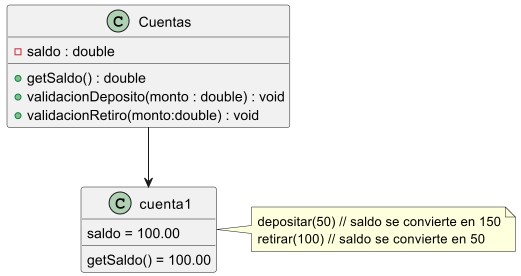 C Cuentas
saldo : double
getSaldo() : double
validacionDeposito(monto : double) : void
validacionRetiro(monto:double) : void
C cuenta1
saldo = 100.00
getSaldo() = 100.00
depositar(50) // saldo se convierte en 150
retirar(100) // saldo se convierte en 50